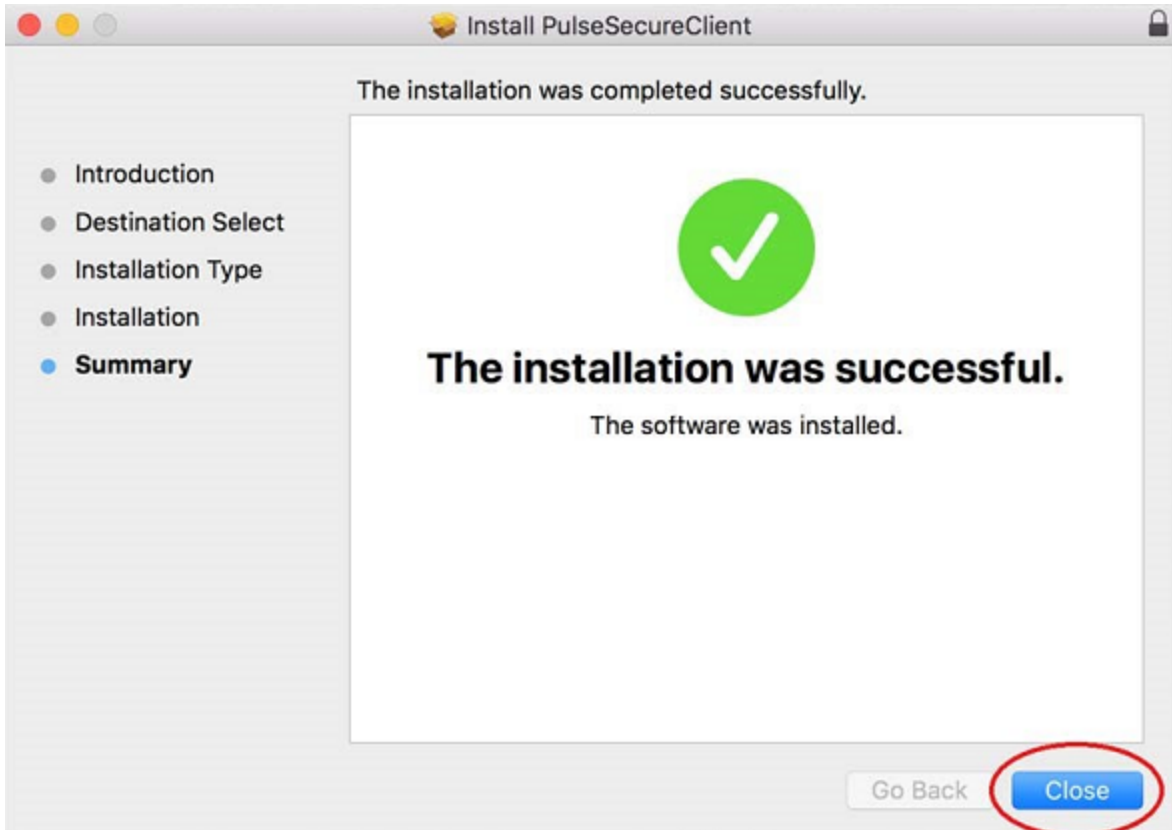 Install PulseSecureClient
The installation was completed successfully.
Introduction
Destination Select
Installation Type
Installation
Summary
The installation was successful.
The software was installed.
Go Back
Close